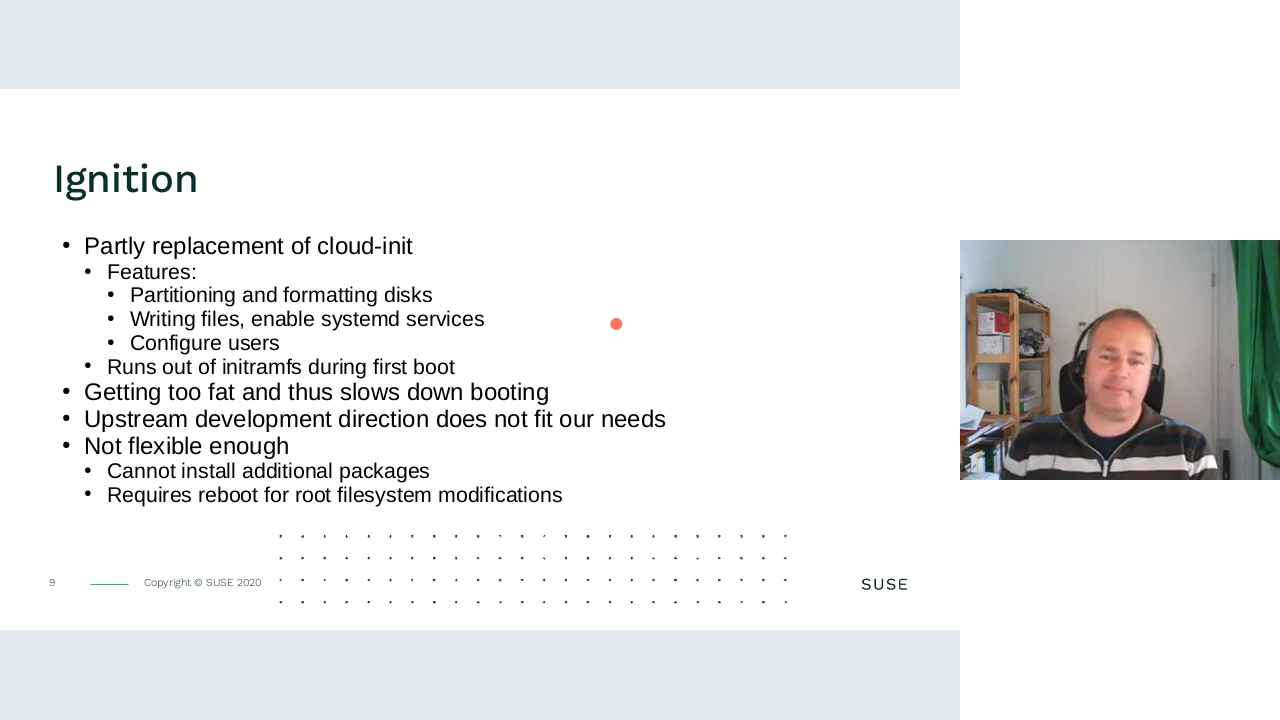 Ignition
• Partly replacement of cloud-init
• Features:
• Partitioning and formatting disks
• Writing files, enable systemd services
• Configure users
• Runs out of initramfs during first boot
• Getting too fat and thus slows down booting
• Upstream development direction does not fit our needs
• Not flexible enough
• Cannot install additional packages
• Requires reboot for root filesystem modifications
9
Copyright © SUSE 2020
SUSE